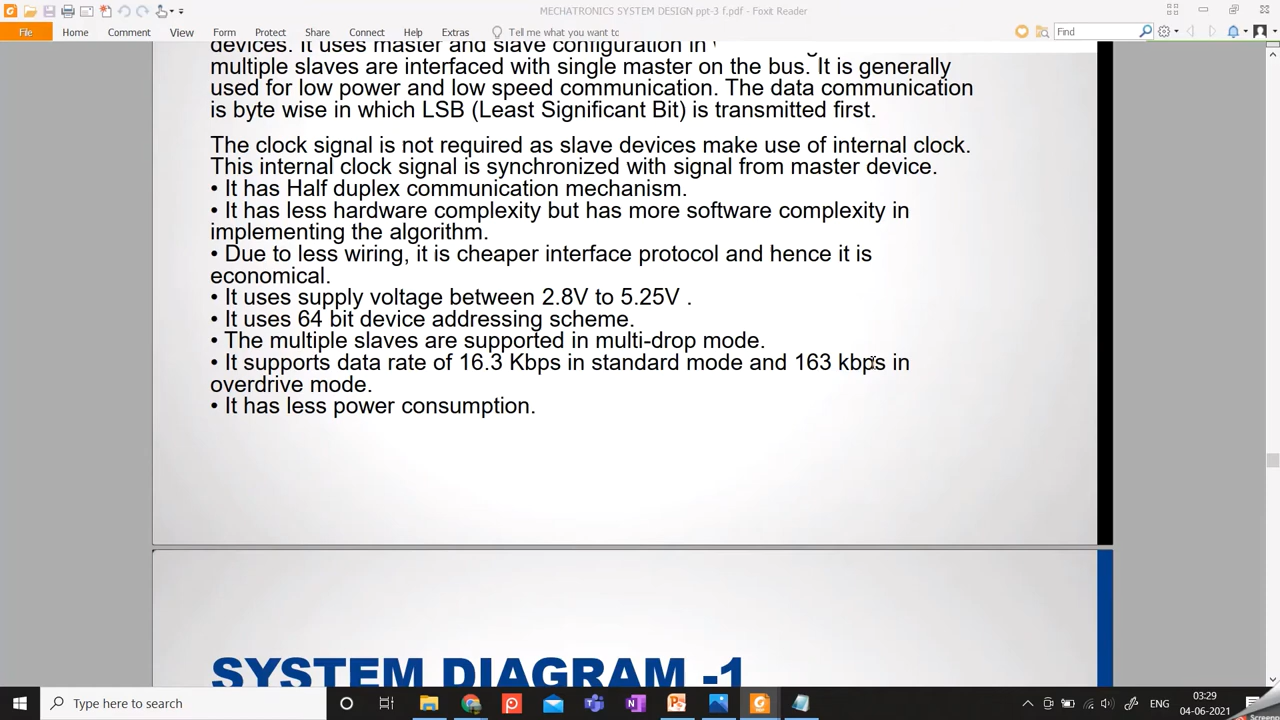 MECHATRONICS SYSTEM DESIGN ppt-3 f.pdf - Foxit Reader
File Home Comment View Form Protect Share Connect Help Extras Tell me what you want to Find
devices. It uses master and slave configuration in
multiple slaves are interfaced with single master on the bus. It is generally
used for low power and low speed communication. The data communication
is byte wise in which LSB (Least Significant Bit) is transmitted first.
The clock signal is not required as slave devices make use of internal clock.
This internal clock signal is synchronized with signal from master device.
• It has Half duplex communication mechanism.
• It has less hardware complexity but has more software complexity in
implementing the algorithm.
• Due to less wiring, it is cheaper interface protocol and hence it is
economical.
• It uses supply voltage between 2.8V to 5.25V .
• It uses 64 bit device addressing scheme.
• The multiple slaves are supported in multi-drop mode.
• It supports data rate of 16.3 Kbps in standard mode and 163 kbps in
overdrive mode.
• It has less power consumption.
SYSTEM DIAGRAM -1
Type here to search
ENG
03:29
04-06-2021